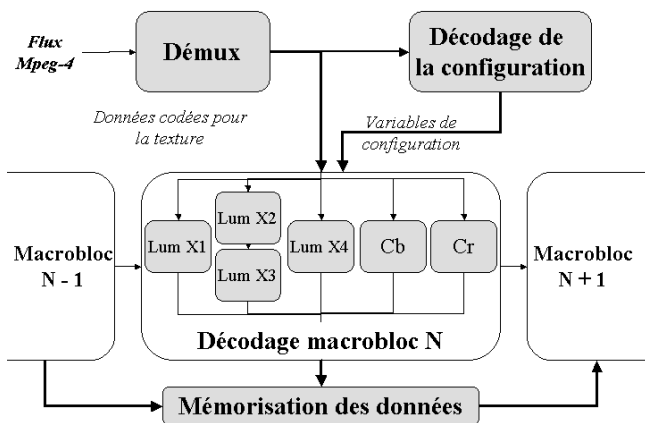 Flux
Mpeg-4
Démux
Décodage de
la configuration
Données codées pour
la texture
Variables de
configuration
Macrobloc
N - 1
Lum X1
Lum X2
Lum X3
Lum X4
Cb
Cr
Macrobloc
N + 1
Décodage macrobloc N
Mémorisation des données